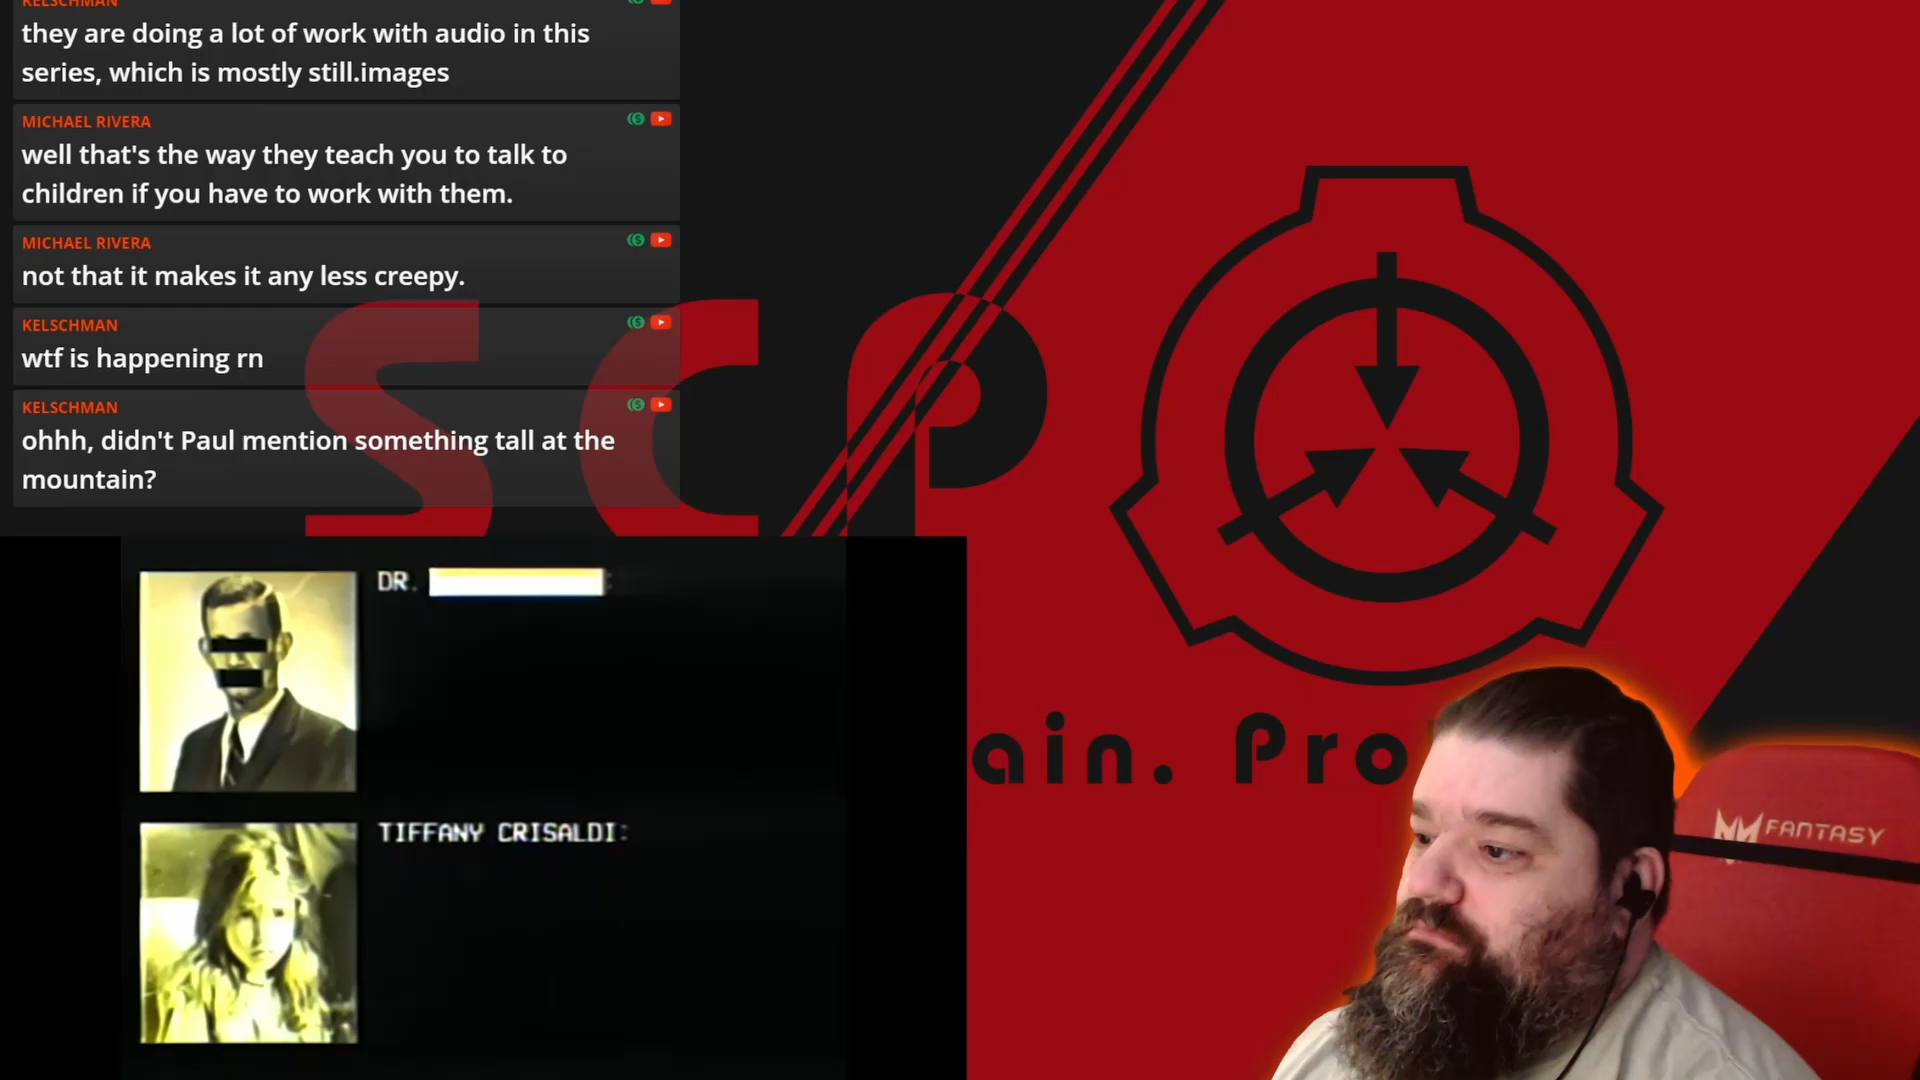 KELSCHMAN
they are doing a lot of work with audio in this
series, which is mostly still.images
MICHAEL RIVERA
well that's the way they teach you to talk to
children if you have to work with them.
MICHAEL RIVERA
not that it makes it any less creepy.
KELSCHMAN
wtf is happening rn
KELSCHMAN
ohhh, didn't Paul mention something tall at the
mountain?
SCP
DR. :
TIFFANY CRISALDI:
ain. Pro
FANTASY